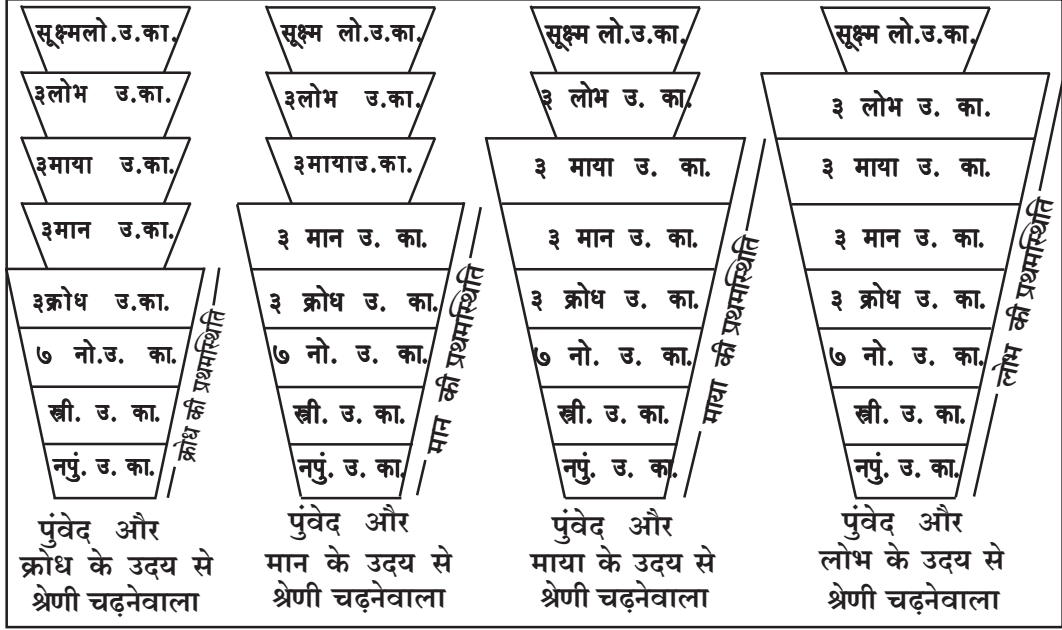 सूक्ष्मलो.उ.का.
३लोभ उ.का.
३माया उ.का.
३मान उ.का.
३क्रोध उ.का.
७ नो.उ. का.
स्त्री. उ. का.
नपुं. उ. का.
क्रोध की प्रथमस्थिति
पुंवेद और
क्रोध के उदय से
श्रेणी चढ़नेवाला
सूक्ष्म लो.उ.का.
३लोभ उ.का.
३मायाउ.का.
३ मान उ. का.
३ क्रोध उ. का.
७ नो. उ. का.
स्त्री. उ. का.
नपुं. उ. का.
मान की प्रथमस्थिति
पुंवेद और
मान के उदय से
श्रेणी चढ़नेवाला
सूक्ष्म लो.उ.का.
३ लोभ उ. का.
३ माया उ. का.
३ मान उ. का.
३ क्रोध उ. का.
७ नो. उ. का.
स्त्री. उ. का.
नपुं. उ. का.
माया की प्रथमस्थिति
पुंवेद और
माया के उदय से
श्रेणी चढ़नेवाला
सूक्ष्म लो.उ.का.
३ लोभ उ. का.
३ माया उ. का.
३ मान उ. का.
३ क्रोध उ. का.
७ नो. उ. का.
स्त्री. उ. का.
नपुं. उ. का.
लोभ की प्रथमस्थिति
पुंवेद और
लोभ के उदय से
श्रेणी चढ़नेवाला